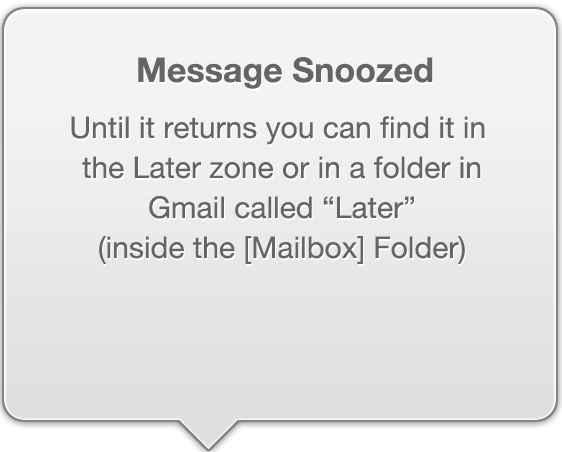 Message Snoozed
Until it returns you can find it in
the Later zone or in a folder in
Gmail called “Later”
(inside the [Mailbox] Folder)